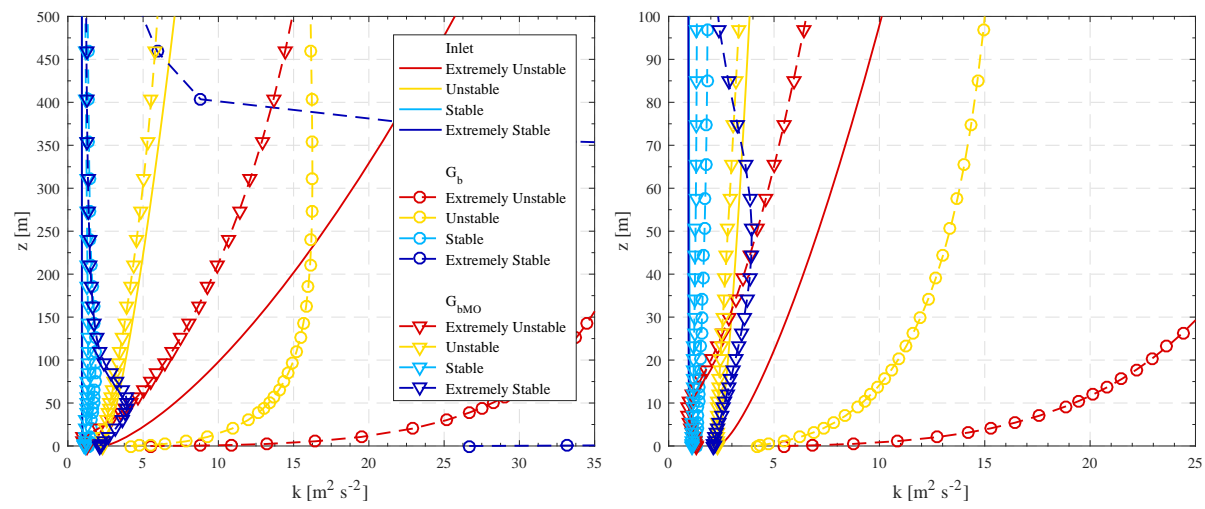 500
450
400
350
300
250
200
150
100
50
0
z [m]
0 5 10 15 20 25 30 35
k [m² s⁻²]
Inlet
Extremely Unstable
Unstable
Stable
Extremely Stable
G_b
Extremely Unstable
Unstable
Stable
Extremely Stable
G_bMO
Extremely Unstable
Unstable
Stable
Extremely Stable
100
90
80
70
60
50
40
30
20
10
0
z [m]
0 5 10 15 20 25
k [m² s⁻²]